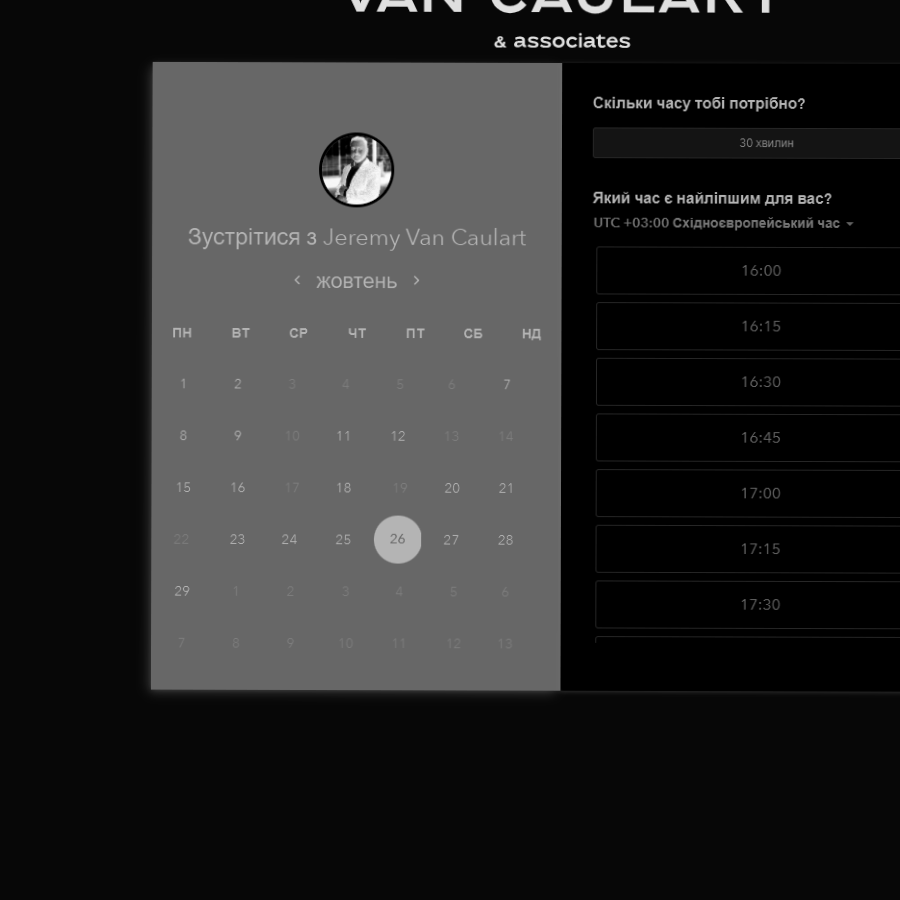 VAN CAULART
& associates
Зустрітися з Jeremy Van Caulart
жовтень
ПН ВТ СР ЧТ ПТ СБ НД
1 2 3 4 5 6 7
8 9 10 11 12 13 14
15 16 17 18 19 20 21
22 23 24 25 26 27 28
29 1 2 3 4 5 6
7 8 9 10 11 12 13
Скільки часу тобі потрібно?
30 хвилин
Який час є найліпшим для вас?
UTC +03:00 Східноєвропейський час
16:00
16:15
16:30
16:45
17:00
17:15
17:30